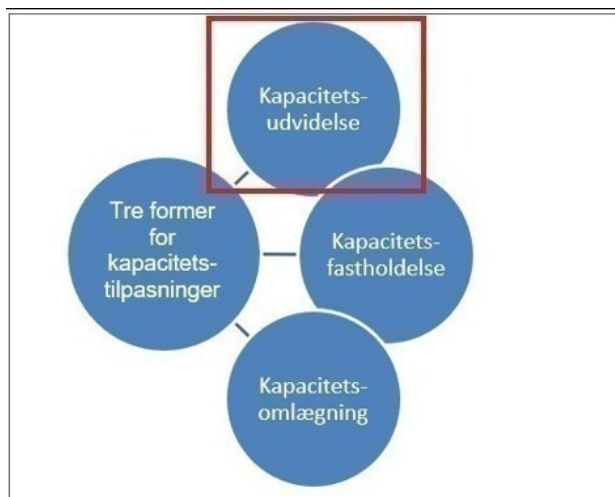 Kapacitets-
udvidelse
Tre former
for
kapacitets-
tilpasninger
Kapacitets-
fastholdelse
Kapacitets-
omlægning